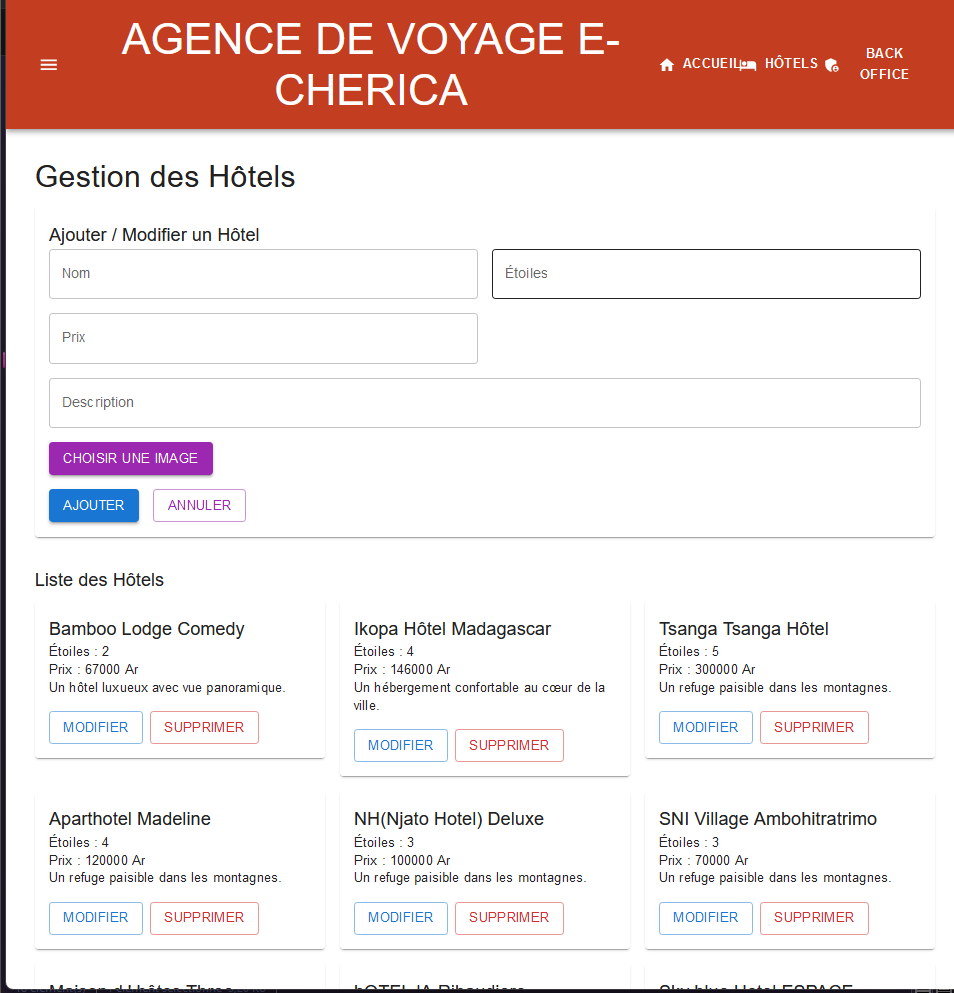 AGENCE DE VOYAGE E-
CHERICA
ACCUEIL
HÔTELS
BACK
OFFICE
Gestion des Hôtels
Ajouter / Modifier un Hôtel
Nom
Étoiles
Prix
Description
CHOISIR UNE IMAGE
AJOUTER
ANNULER
Liste des Hôtels
Bamboo Lodge Comedy
Étoiles : 2
Prix : 67000 Ar
Un hôtel luxueux avec vue panoramique.
MODIFIER
SUPPRIMER
Ikopa Hôtel Madagascar
Étoiles : 4
Prix : 146000 Ar
Un hébergement confortable au cœur de la
ville.
MODIFIER
SUPPRIMER
Tsanga Tsanga Hôtel
Étoiles : 5
Prix : 300000 Ar
Un refuge paisible dans les montagnes.
MODIFIER
SUPPRIMER
Aparthotel Madeline
Étoiles : 4
Prix : 120000 Ar
Un refuge paisible dans les montagnes.
MODIFIER
SUPPRIMER
NH(Njato Hotel) Deluxe
Étoiles : 3
Prix : 100000 Ar
Un refuge paisible dans les montagnes.
MODIFIER
SUPPRIMER
SNI Village Ambohitratrimo
Étoiles : 3
Prix : 70000 Ar
Un refuge paisible dans les montagnes.
MODIFIER
SUPPRIMER